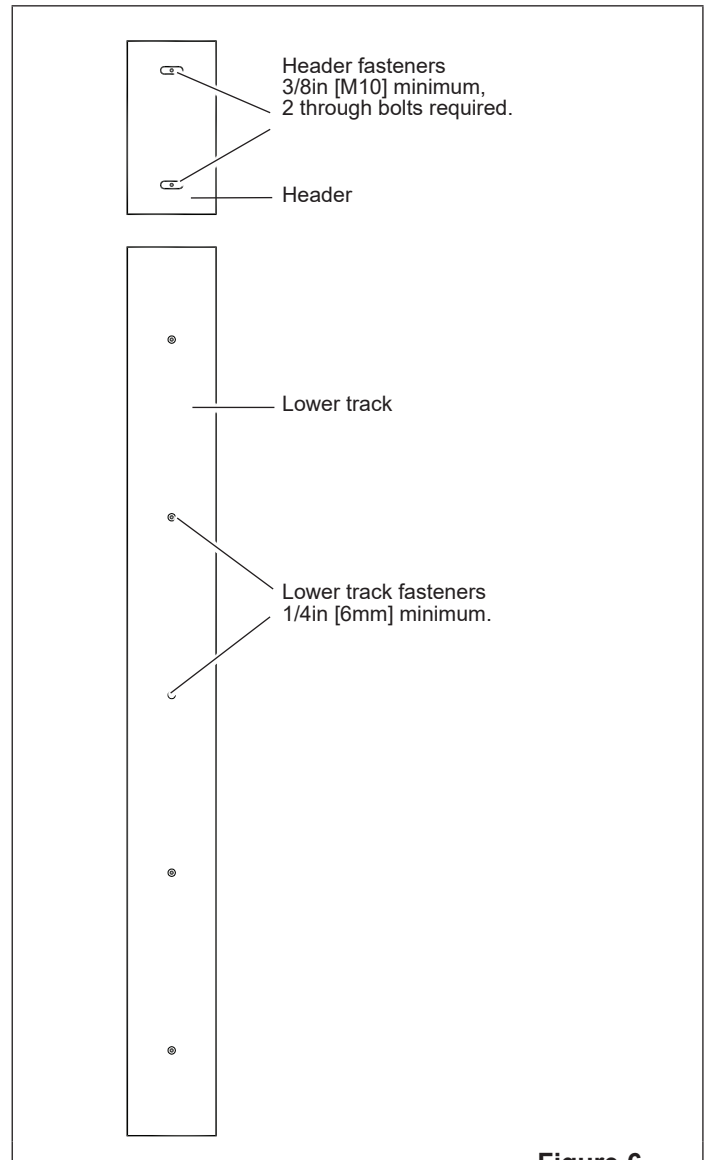 Header fasteners
3/8in [M10] minimum,
2 through bolts required.
Header
Lower track
Lower track fasteners
1/4in [6mm] minimum.
Figure 6